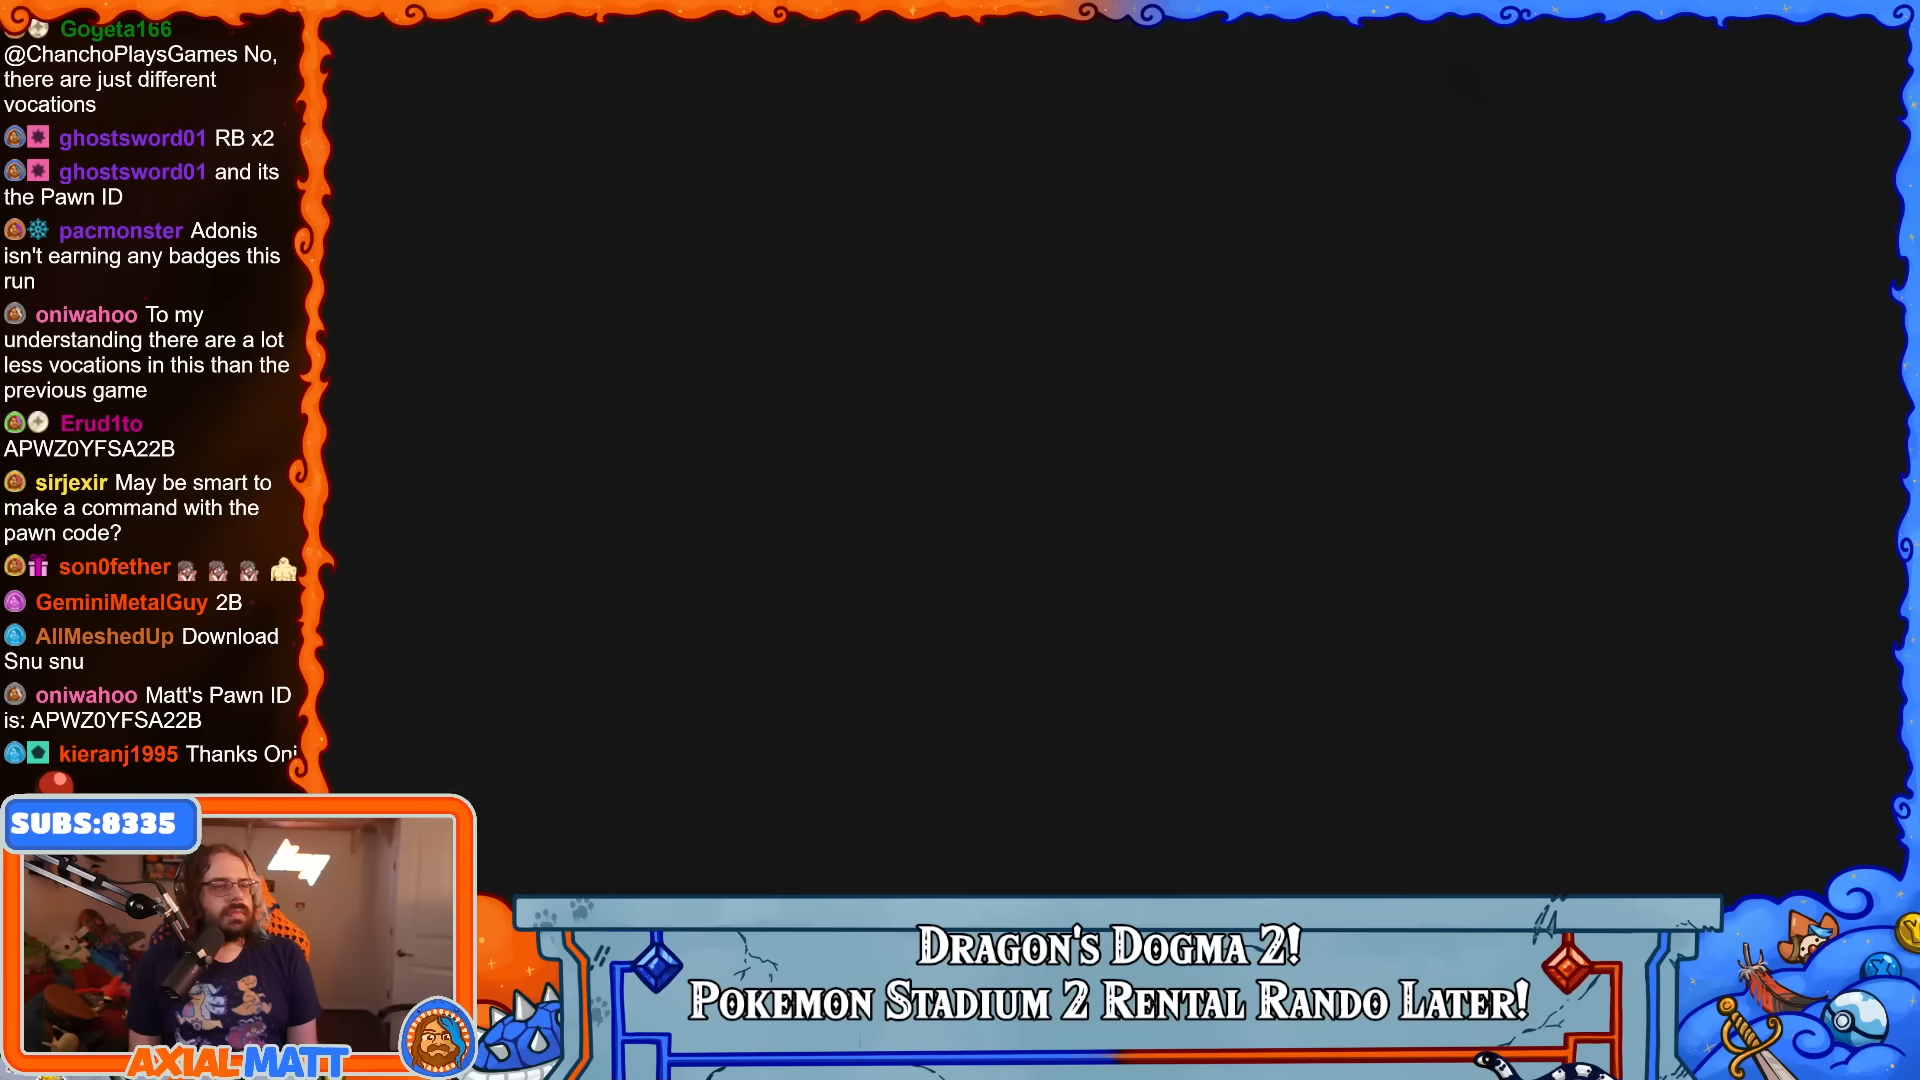 Goyeta166
@ChanchoPlaysGames No,
there are just different
vocations
ghostsword01 RB x2
ghostsword01 and its
the Pawn ID
pacmonster Adonis
isn't earning any badges this
run
oniwahoo To my
understanding there are a lot
less vocations in this than the
previous game
Erud1to
APWZ0YFSA22B
sirjexir May be smart to
make a command with the
pawn code?
son0fether
GeminiMetalGuy 2B
AllMeshedUp Download
Snu snu
oniwahoo Matt's Pawn ID
is: APWZ0YFSA22B
kieranj1995 Thanks Oni
SUBS:8335
AXIALMATT
DRAGON'S DOGMA 2!
POKEMON STADIUM 2 RENTAL RANDO LATER!